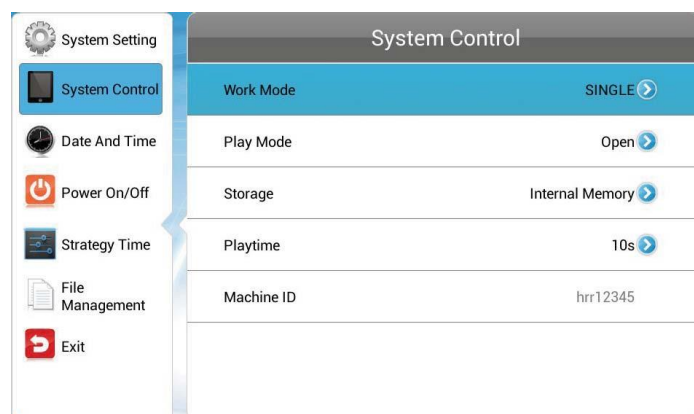 System Setting
System Control
Date And Time
Power On/Off
Strategy Time
File
Management
Exit
System Control
Work Mode SINGLE
Play Mode Open
Storage Internal Memory
Playtime 10s
Machine ID hrr12345